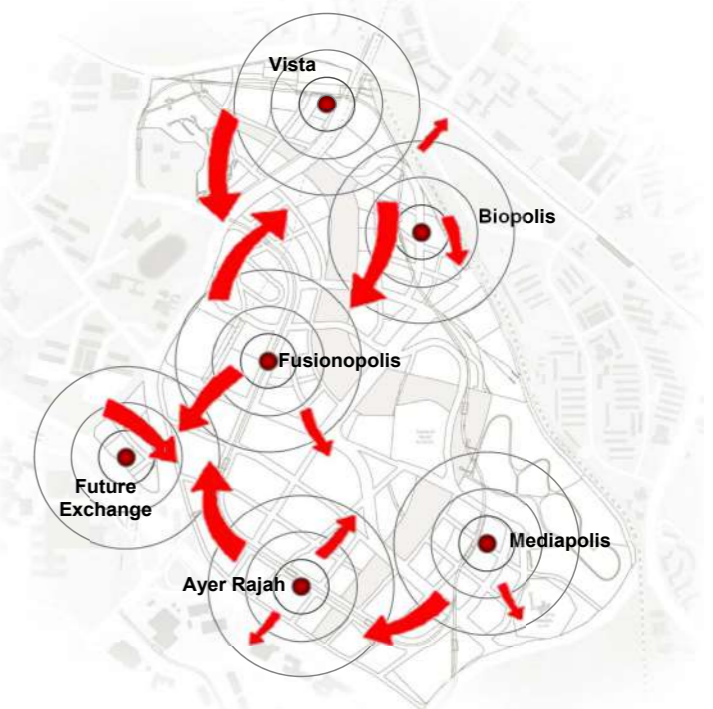 Vista
Biopolis
Fusionopolis
Future
Exchange
Mediapolis
Ayer Rajah